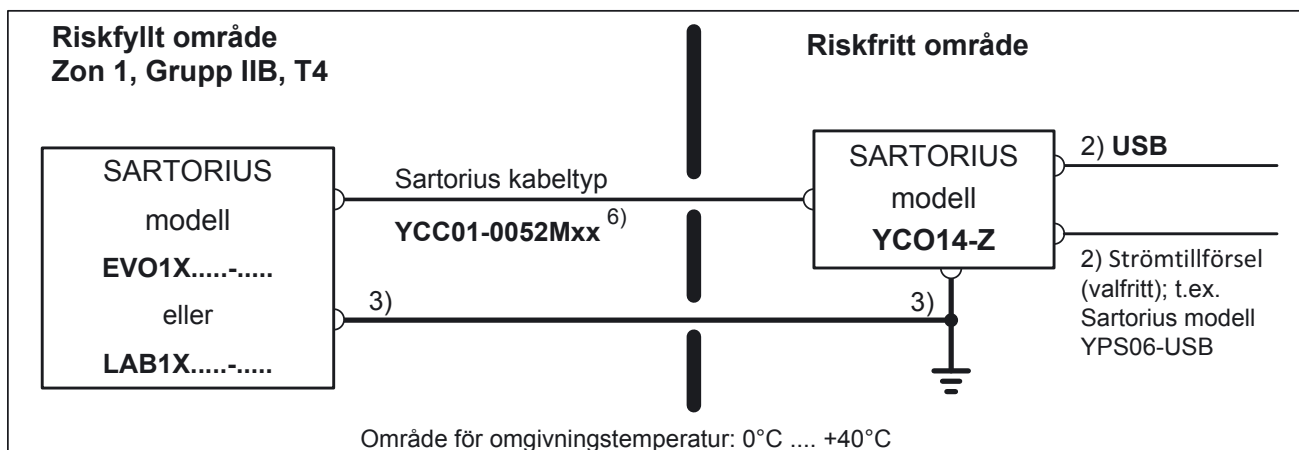 Riskfyllt område
Zon 1, Grupp IIB, T4
Riskfritt område
SARTORIUS
modell
EVO1X.....-.....
eller
LAB1X.....-.....
Sartorius kabeltyp
YCC01-0052Mxx 6)
3)
3)
SARTORIUS
modell
YCO14-Z
2) USB
2) Strömtillförsel
(valfritt); t.ex.
Sartorius modell
YPS06-USB
Område för omgivningstemperatur: 0°C .... +40°C